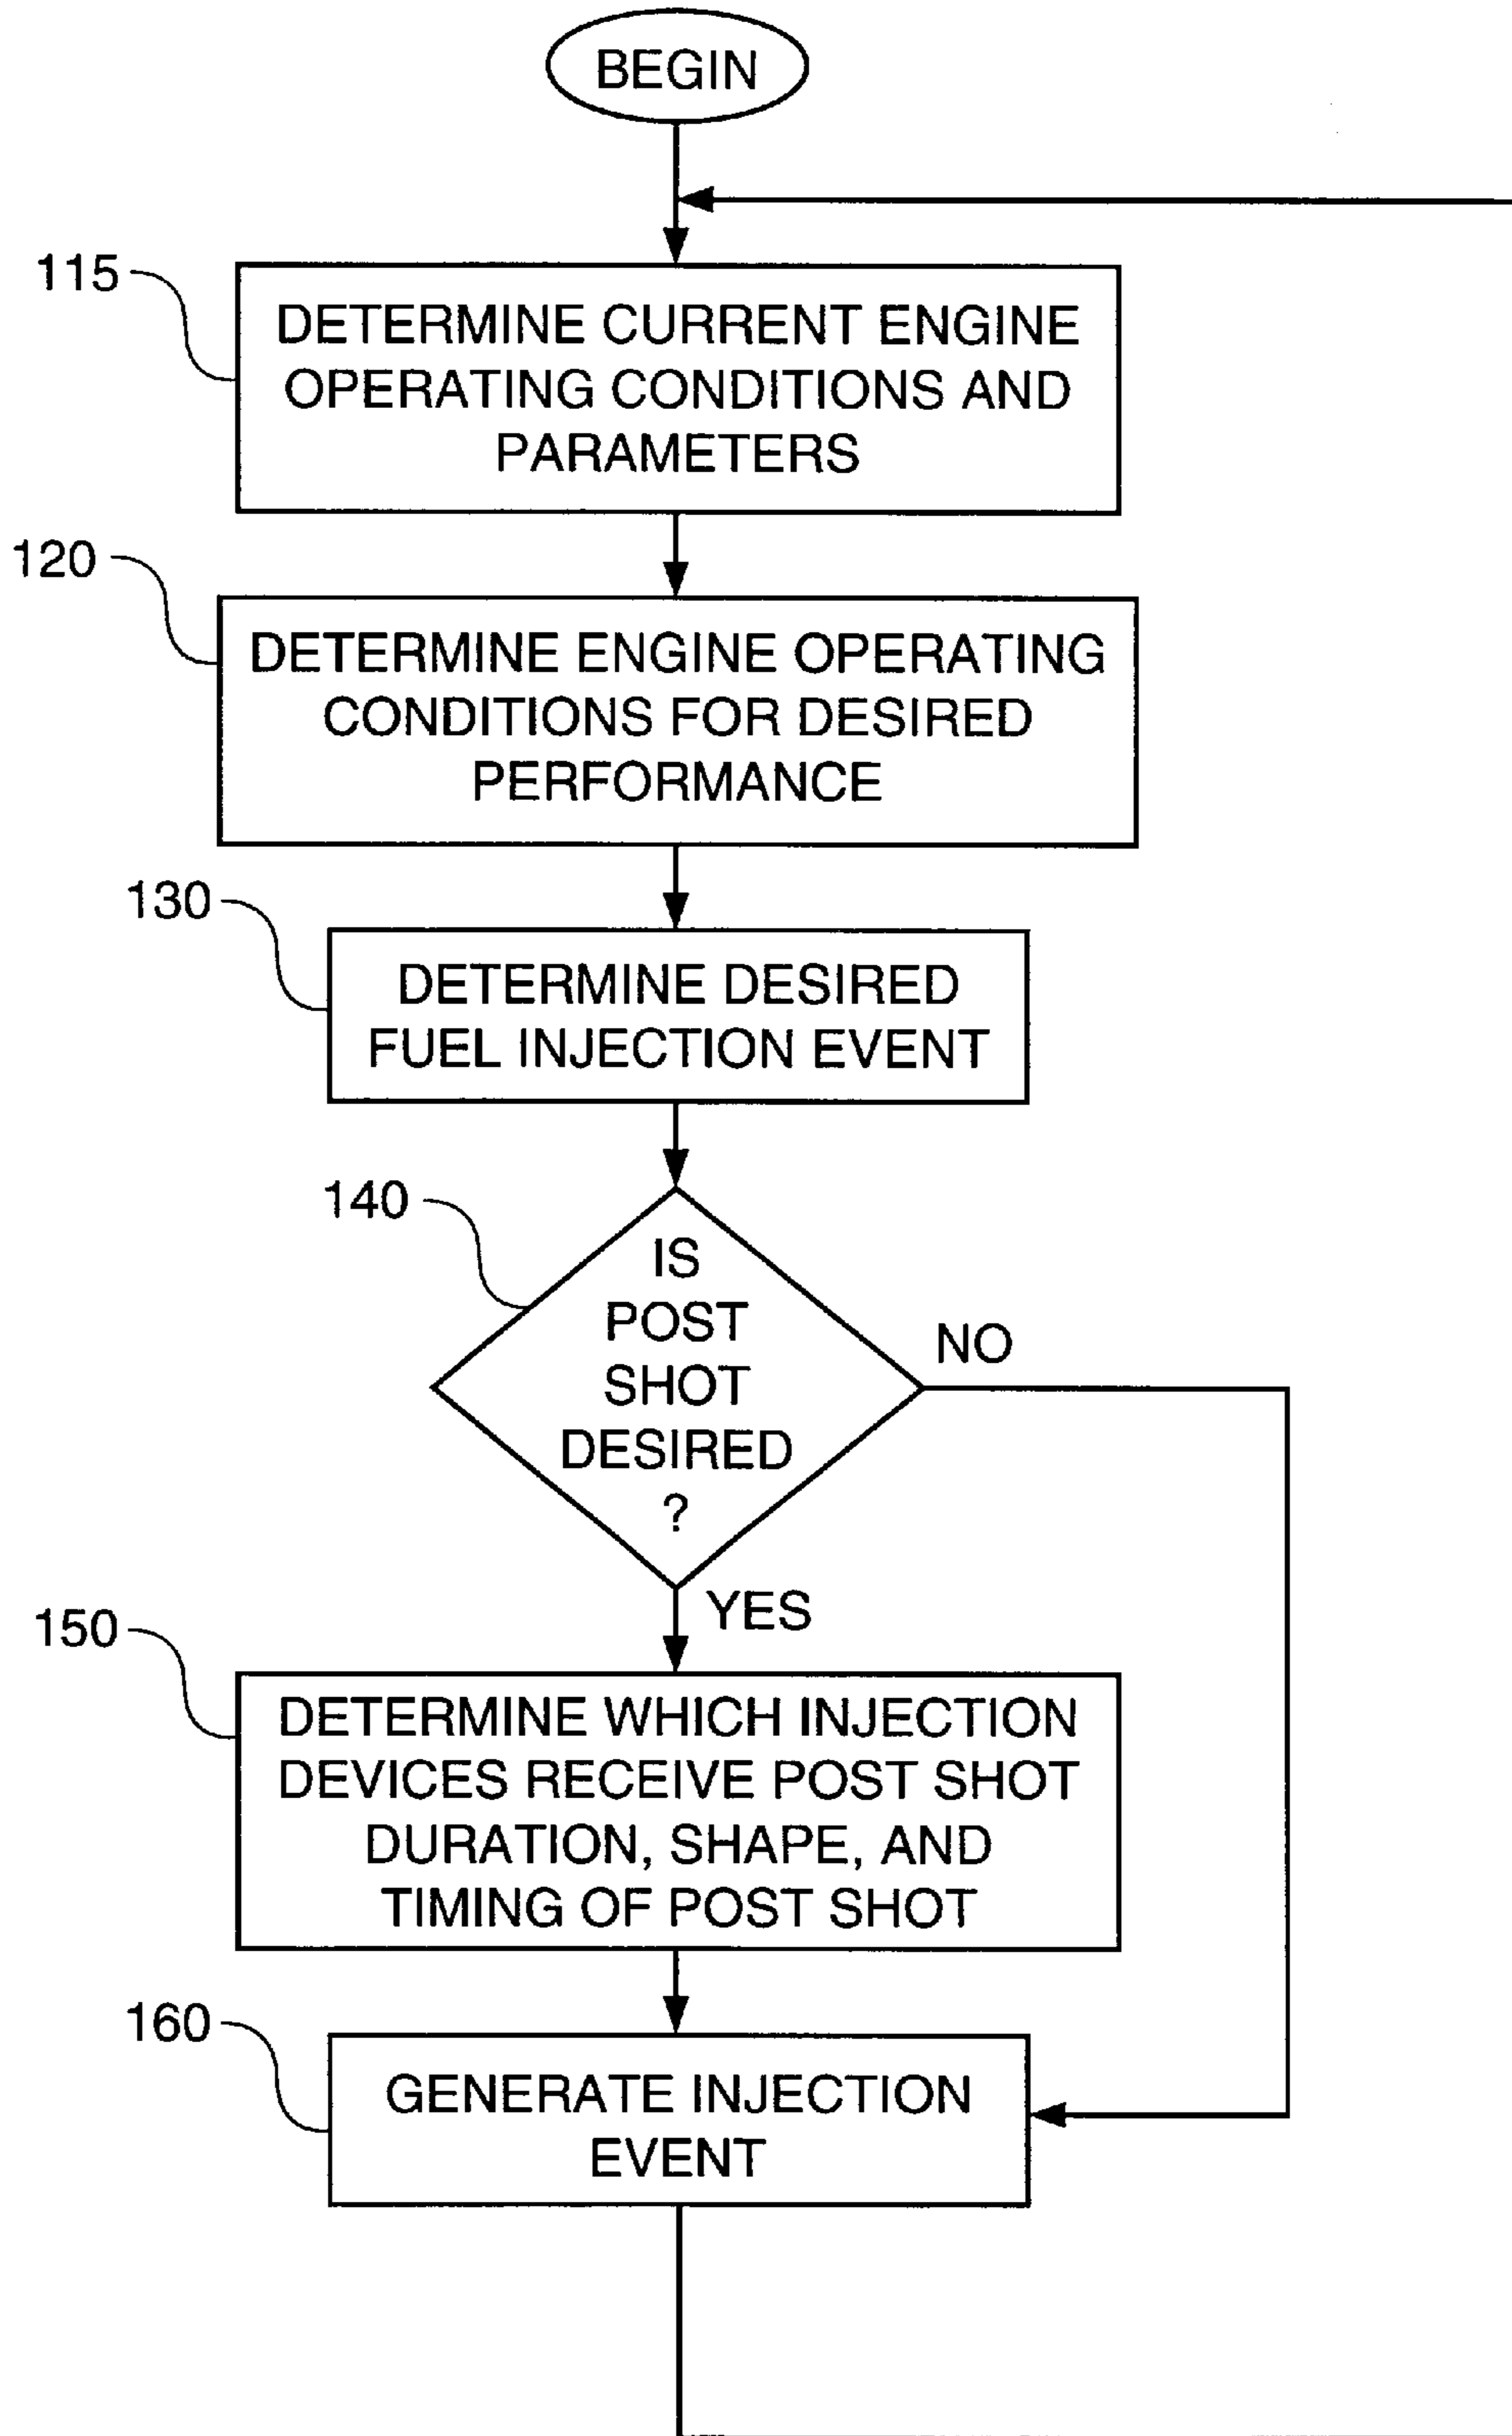 BEGIN
115
DETERMINE CURRENT ENGINE
OPERATING CONDITIONS AND
PARAMETERS
120
DETERMINE ENGINE OPERATING
CONDITIONS FOR DESIRED
PERFORMANCE
130
DETERMINE DESIRED
FUEL INJECTION EVENT
140
IS
POST
SHOT
DESIRED
?
NO
YES
150
DETERMINE WHICH INJECTION
DEVICES RECEIVE POST SHOT
DURATION, SHAPE, AND
TIMING OF POST SHOT
160
GENERATE INJECTION
EVENT